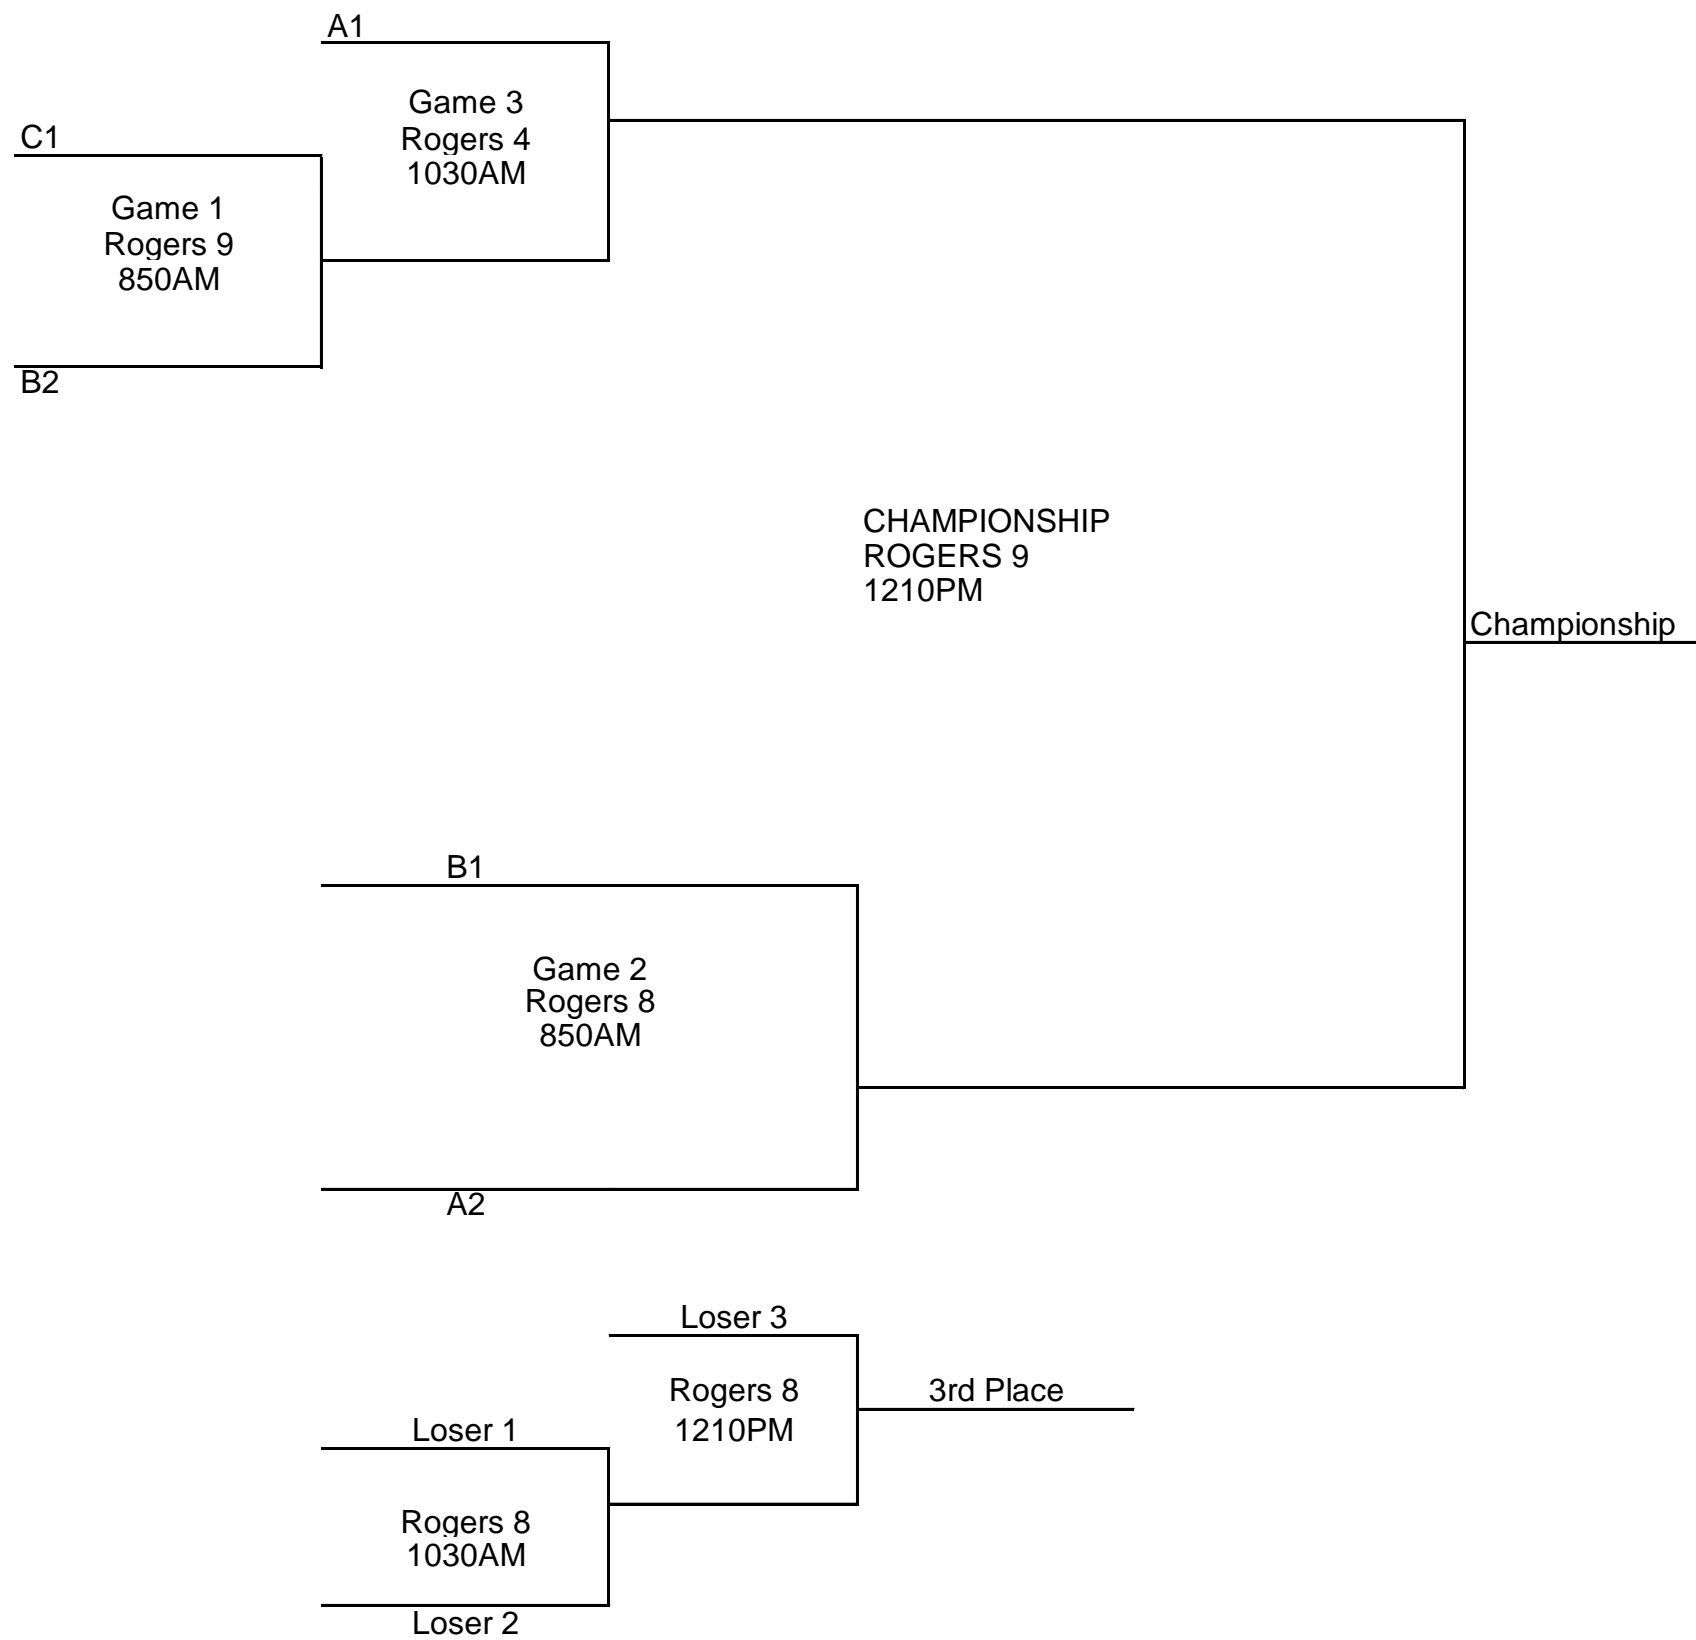 A1
Game 3
Rogers 4
1030AM
C1
Game 1
Rogers 9
850AM
B2
CHAMPIONSHIP
ROGERS 9
1210PM
Championship
B1
Game 2
Rogers 8
850AM
A2
Loser 3
Rogers 8
1210PM
3rd Place
Loser 1
Rogers 8
1030AM
Loser 2